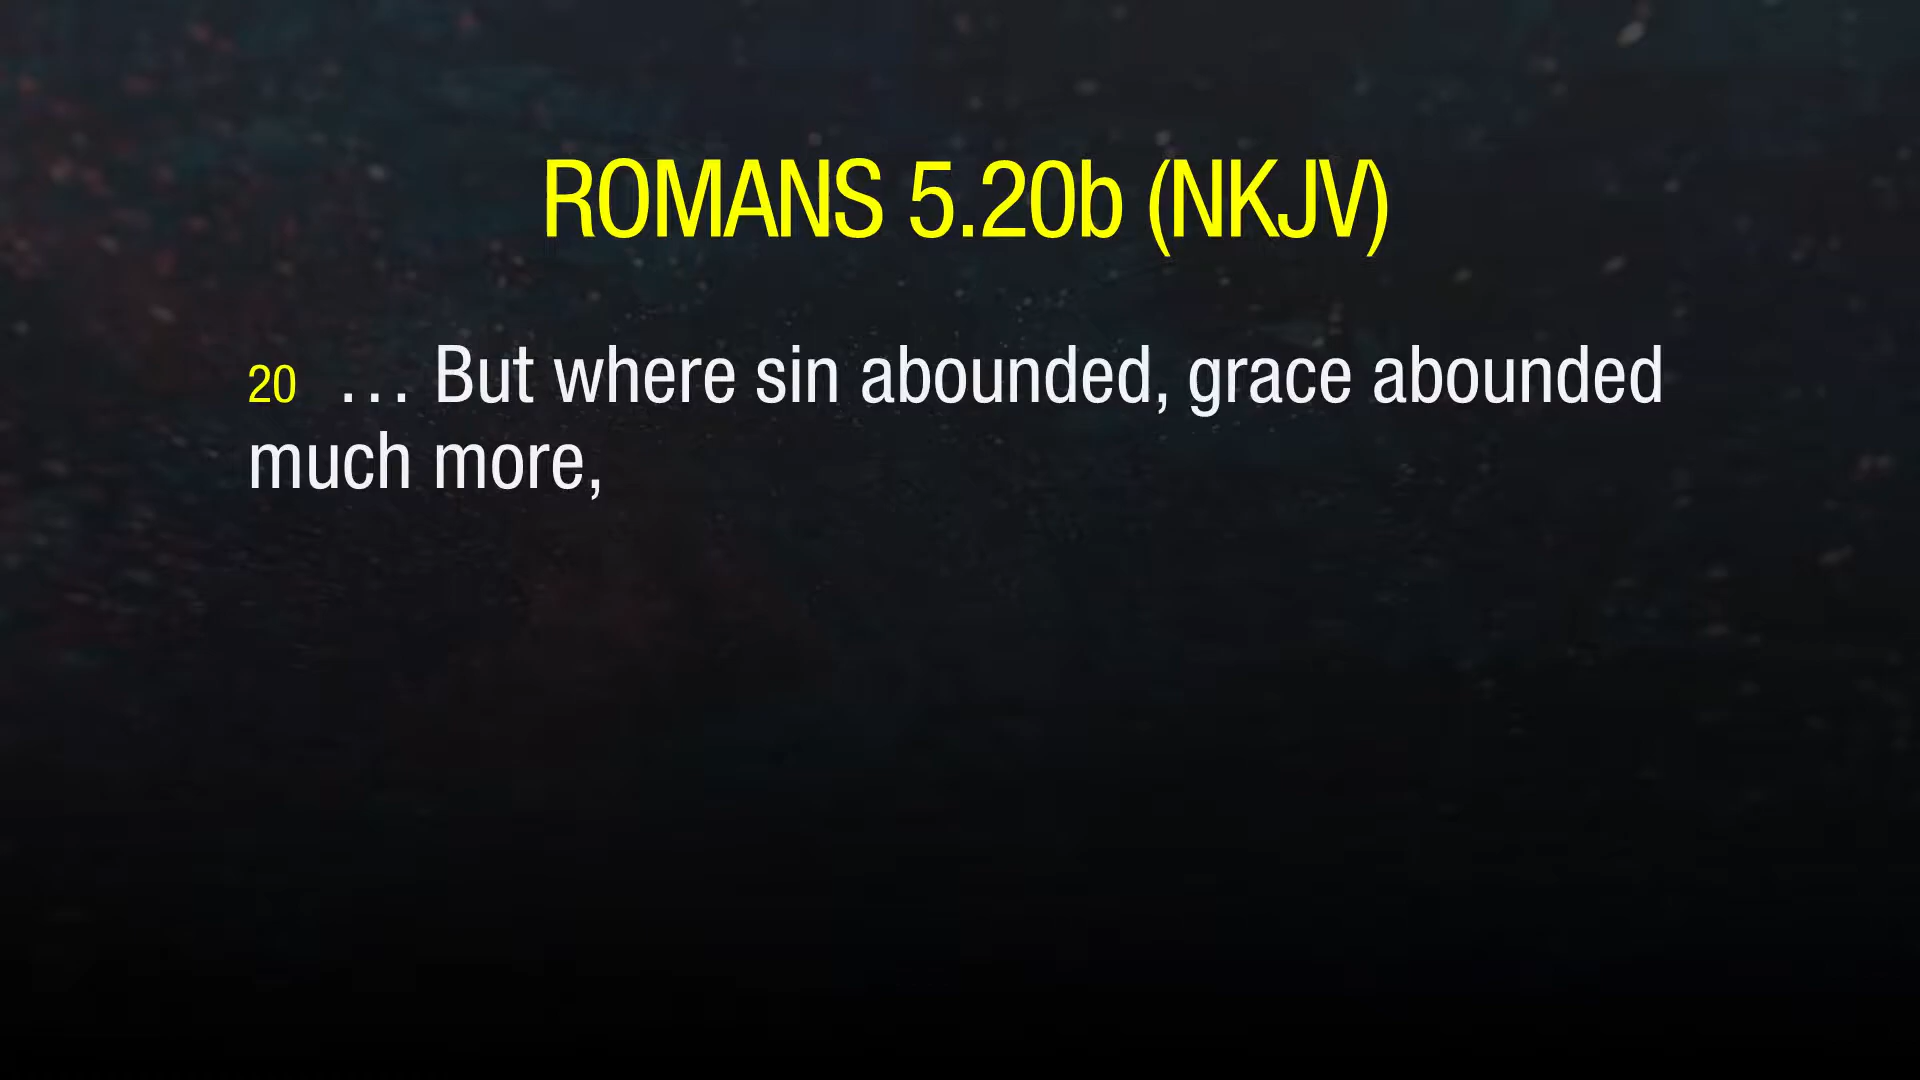 ROMANS 5.20b (NKJV)
20 … But where sin abounded, grace abounded
much more,